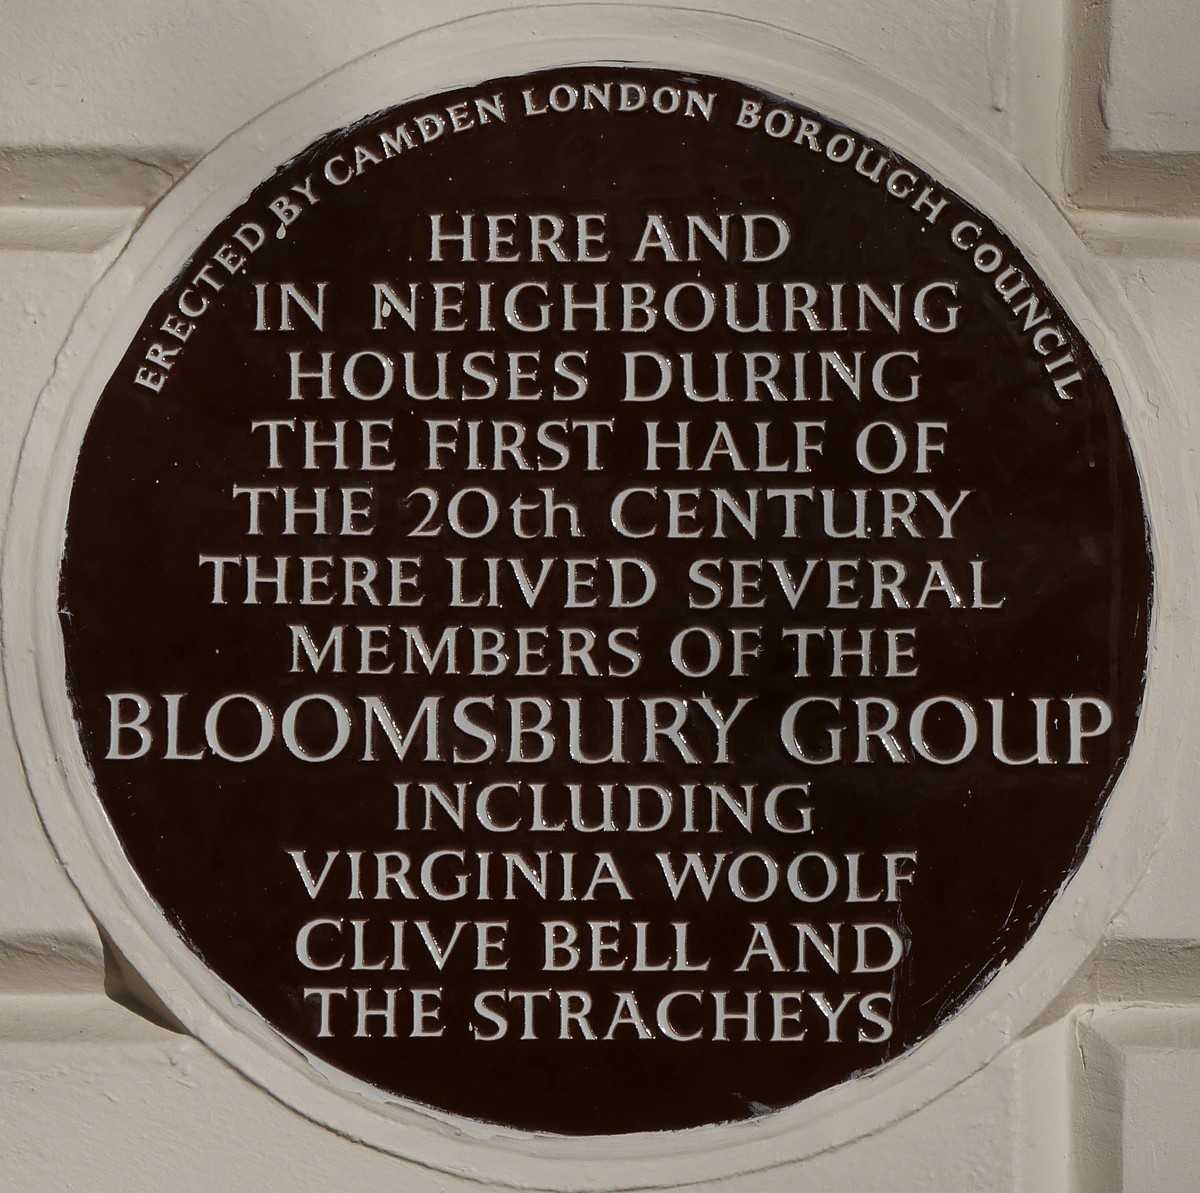 ERECTED BY CAMDEN LONDON BOROUGH COUNCIL
HERE AND
IN NEIGHBOURING
HOUSES DURING
THE FIRST HALF OF
THE 20th CENTURY
THERE LIVED SEVERAL
MEMBERS OF THE
BLOOMSBURY GROUP
INCLUDING
VIRGINIA WOOLF
CLIVE BELL AND
THE STRACHEYS